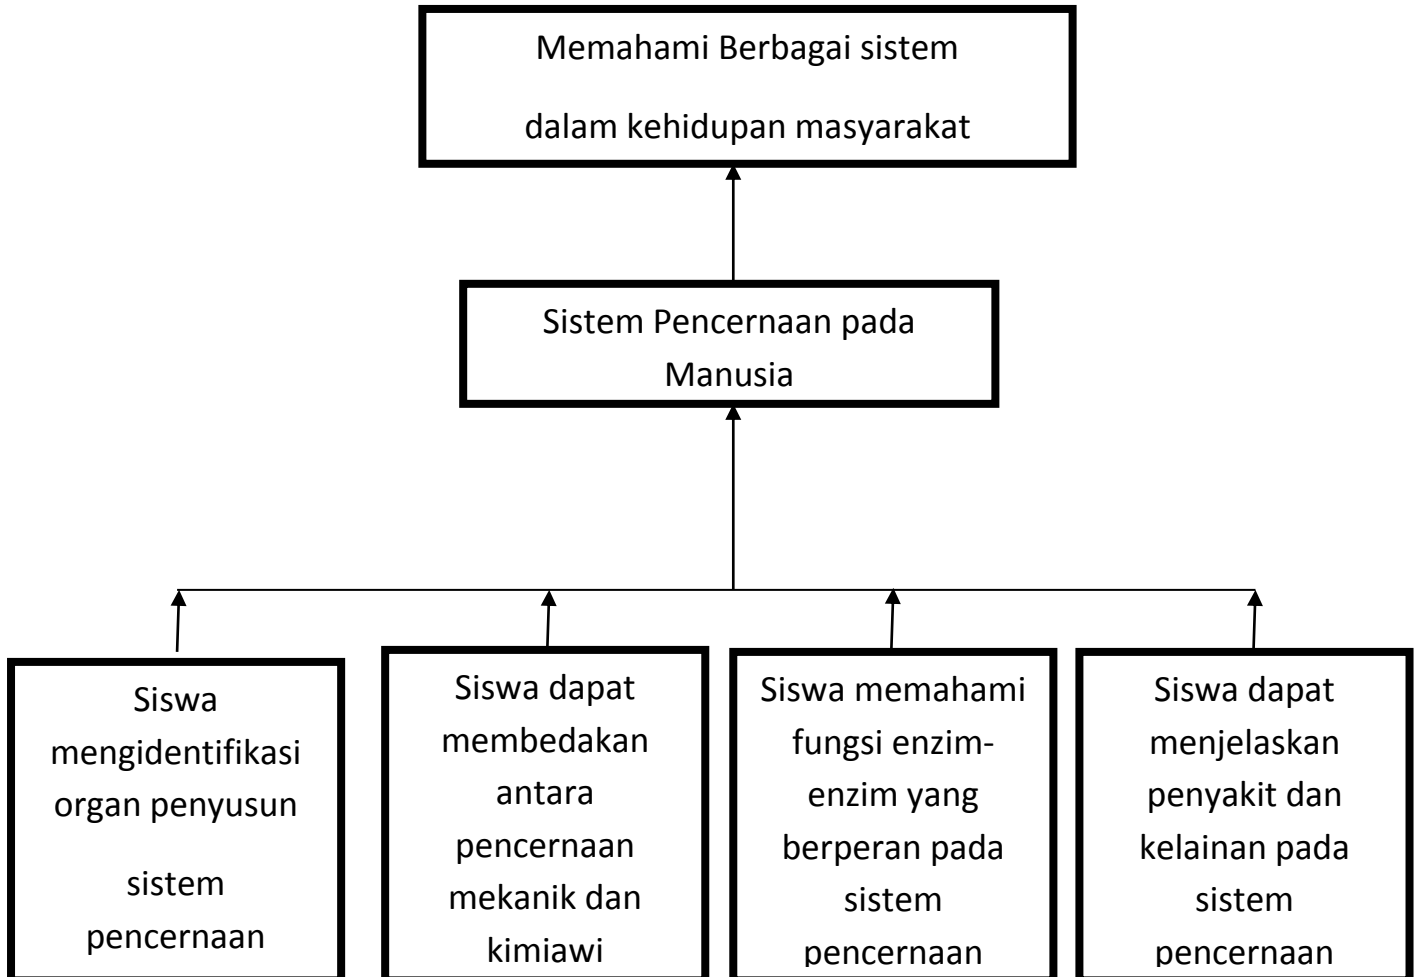 Memahami Berbagai sistem
dalam kehidupan masyarakat
Sistem Pencernaan pada
Manusia
Siswa
mengidentifikasi
organ penyusun
sistem
pencernaan
Siswa dapat
membedakan
antara
pencernaan
mekanik dan
kimiawi
Siswa memahami
fungsi enzim-
enzim yang
berperan pada
sistem
pencernaan
Siswa dapat
menjelaskan
penyakit dan
kelainan pada
sistem
pencernaan